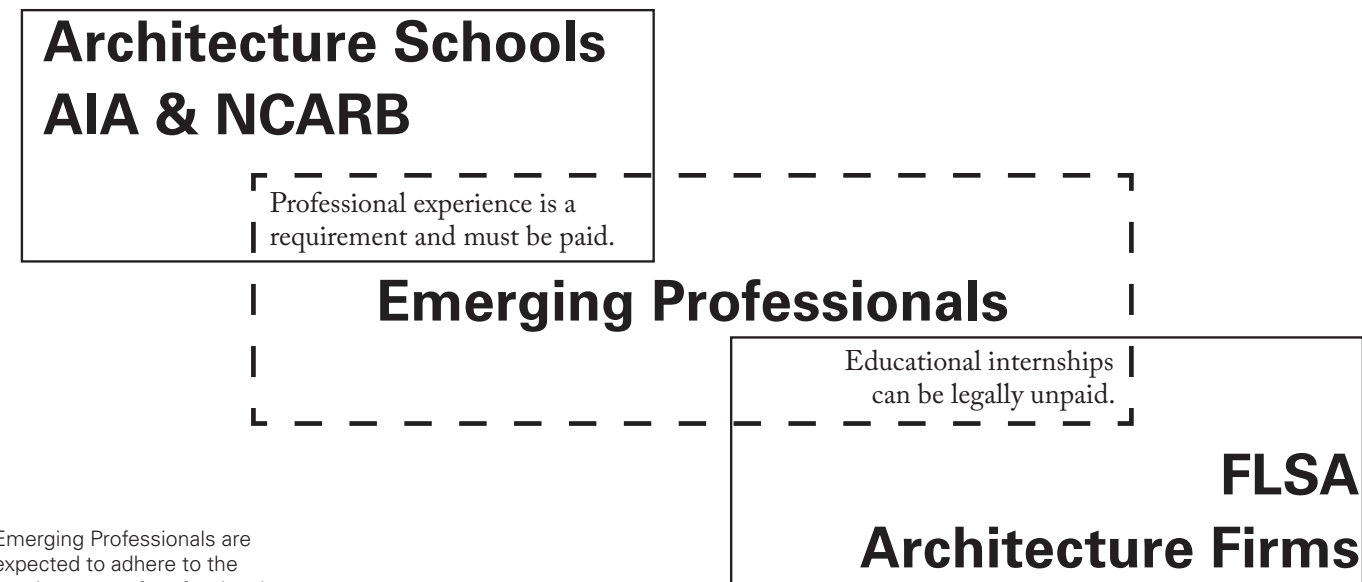 Architecture Schools
AIA & NCARB
Professional experience is a
requirement and must be paid.
Emerging Professionals
Educational internships
can be legally unpaid.
FLSA
Architecture Firms
Emerging Professionals are
expected to adhere to the